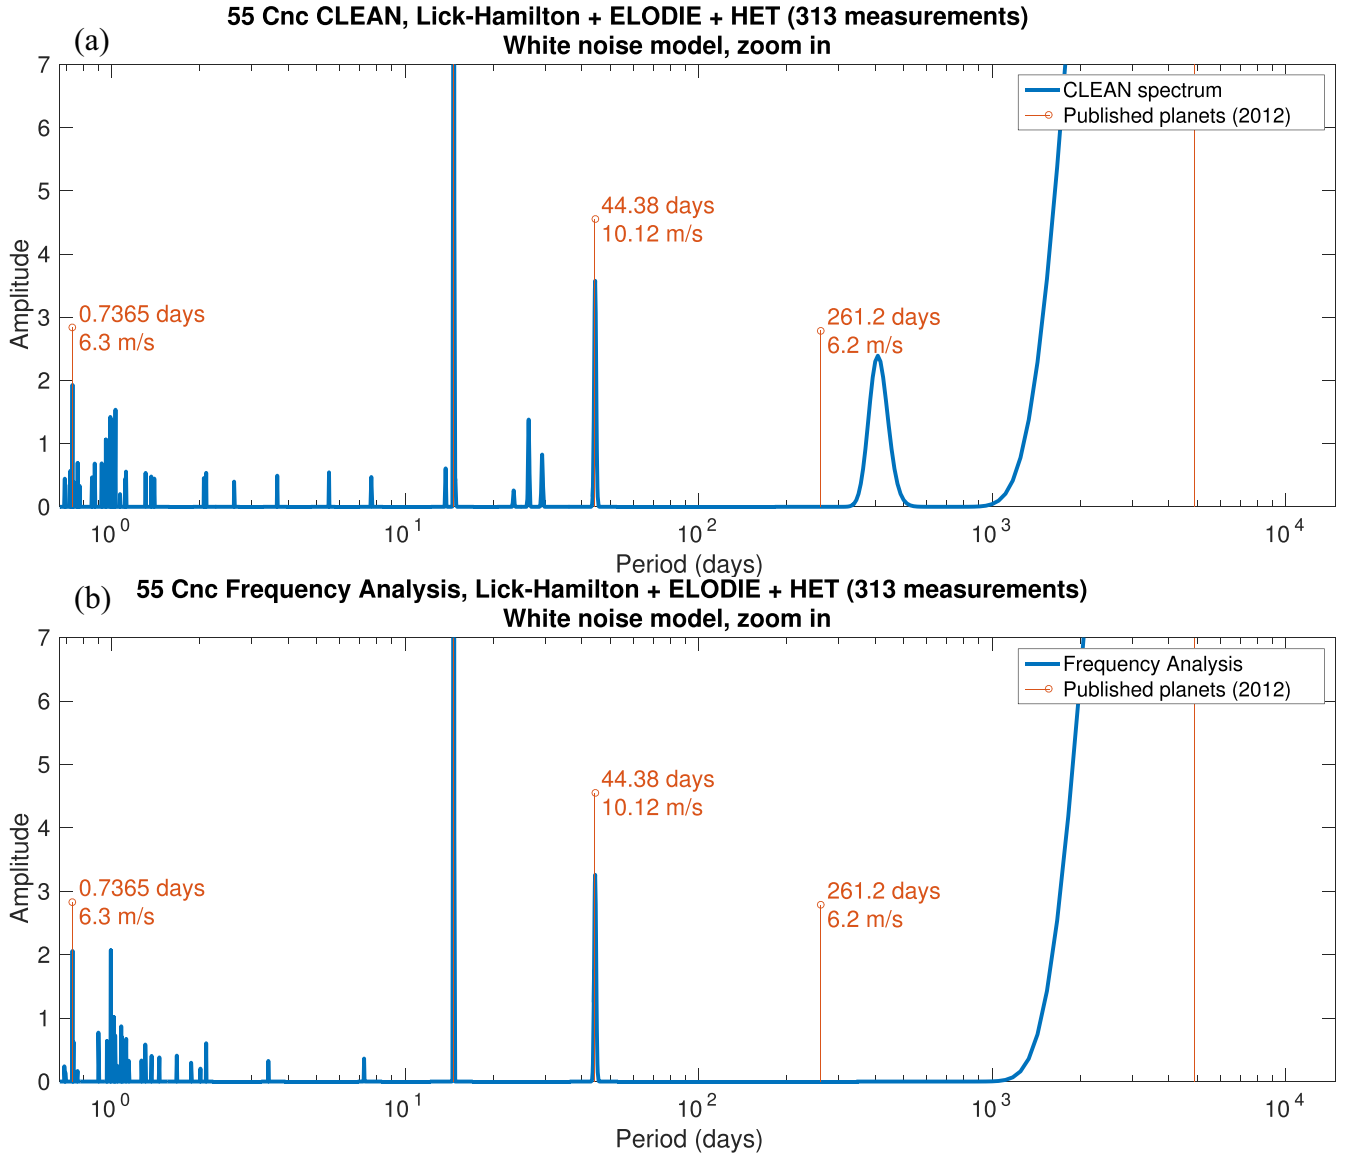 (a)
55 Cnc CLEAN, Lick-Hamilton + ELODIE + HET (313 measurements)
White noise model, zoom in
CLEAN spectrum
Published planets (2012)
7
6
5
4
3
2
1
0
Amplitude
0.7365 days
6.3 m/s
44.38 days
10.12 m/s
261.2 days
6.2 m/s
10^0
10^1
10^2
10^3
10^4
Period (days)
(b)
55 Cnc Frequency Analysis, Lick-Hamilton + ELODIE + HET (313 measurements)
White noise model, zoom in
Frequency Analysis
Published planets (2012)
7
6
5
4
3
2
1
0
Amplitude
0.7365 days
6.3 m/s
44.38 days
10.12 m/s
261.2 days
6.2 m/s
10^0
10^1
10^2
10^3
10^4
Period (days)